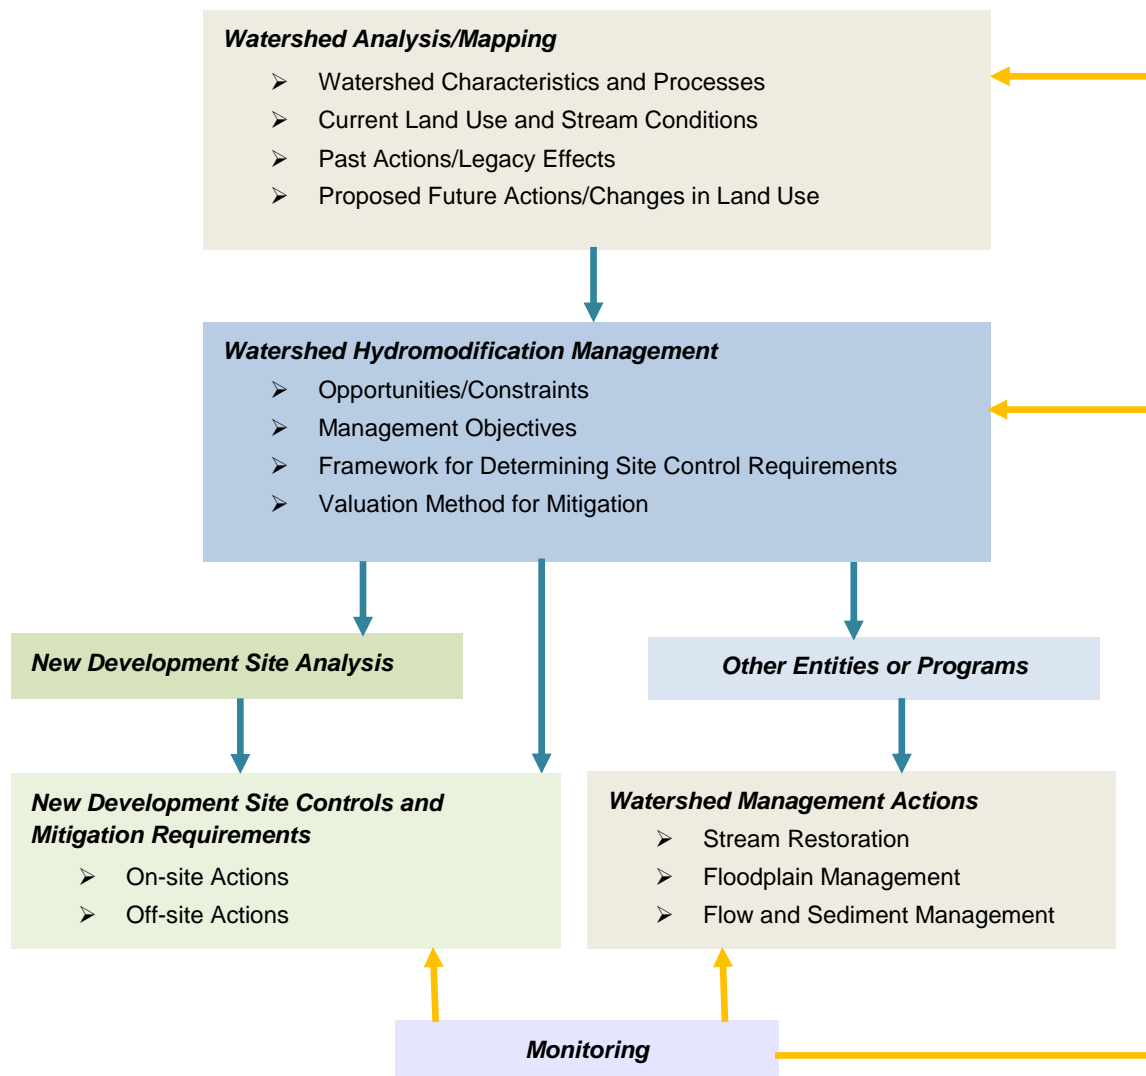 Watershed Analysis/Mapping
➢ Watershed Characteristics and Processes
➢ Current Land Use and Stream Conditions
➢ Past Actions/Legacy Effects
➢ Proposed Future Actions/Changes in Land Use
Watershed Hydromodification Management
➢ Opportunities/Constraints
➢ Management Objectives
➢ Framework for Determining Site Control Requirements
➢ Valuation Method for Mitigation
New Development Site Analysis
Other Entities or Programs
New Development Site Controls and
Mitigation Requirements
➢ On-site Actions
➢ Off-site Actions
Watershed Management Actions
➢ Stream Restoration
➢ Floodplain Management
➢ Flow and Sediment Management
Monitoring